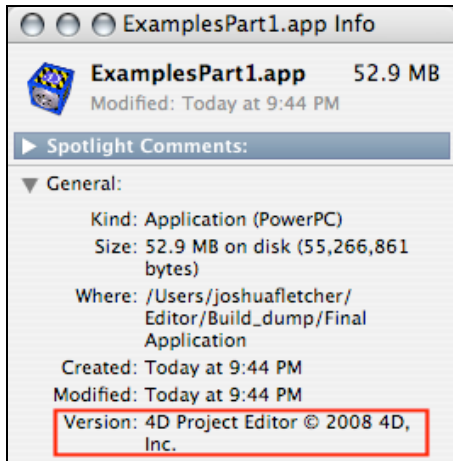 ExamplesPart1.app Info
ExamplesPart1.app 52.9 MB
Modified: Today at 9:44 PM
Spotlight Comments:
General:
Kind: Application (PowerPC)
Size: 52.9 MB on disk (55,266,861
bytes)
Where: /Users/joshuafletcher/
Editor/Build_dump/Final
Application
Created: Today at 9:44 PM
Modified: Today at 9:44 PM
Version: 4D Project Editor © 2008 4D,
Inc.